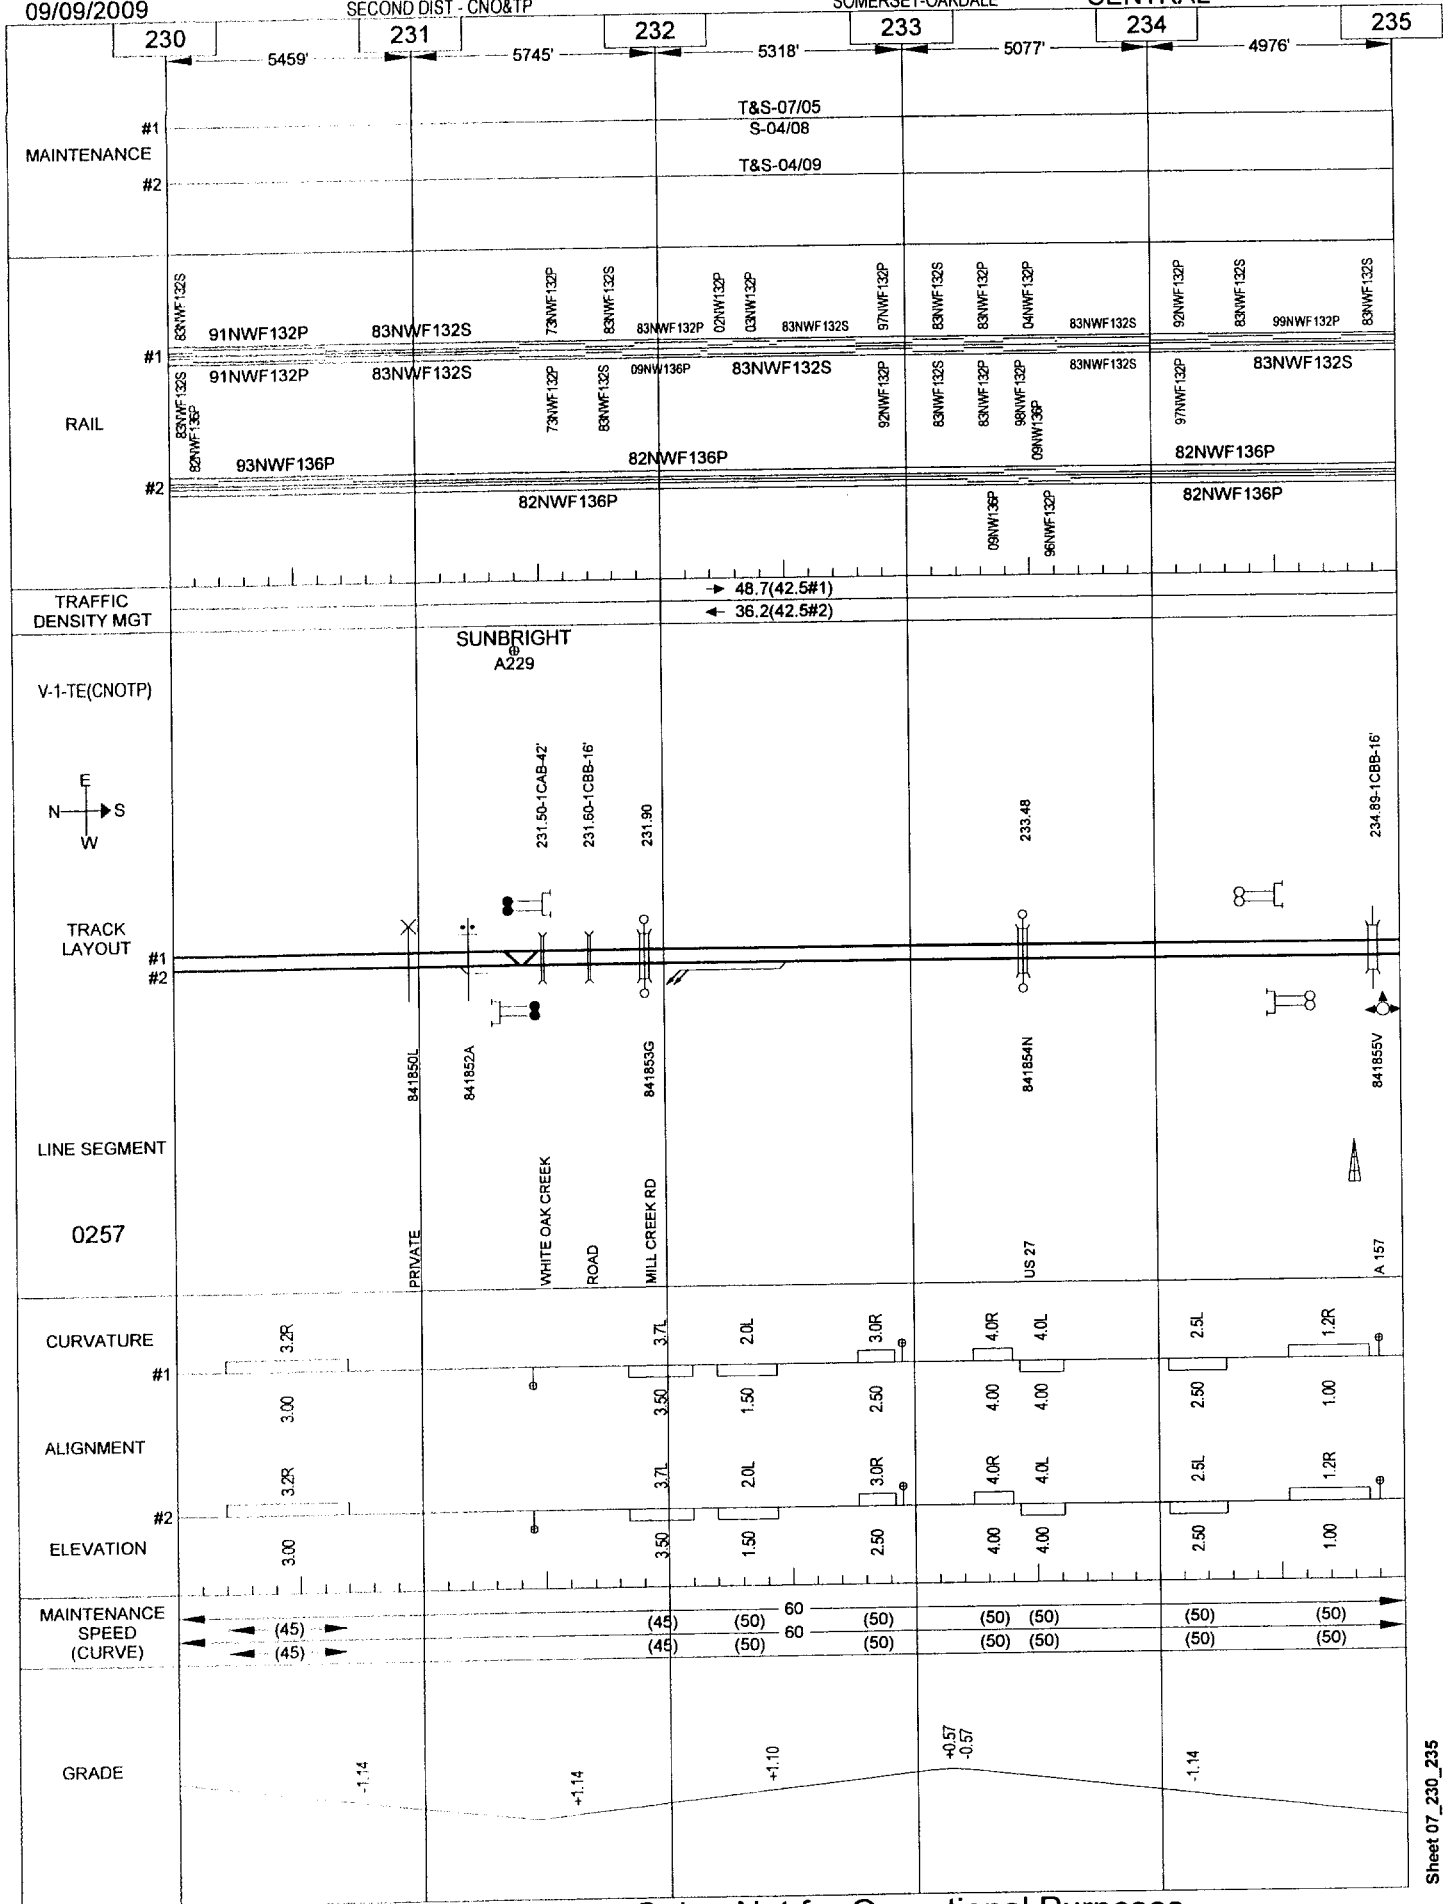 09/09/2009 SECOND DIST - CNO&TP SOMERSET-OAKDALE CENTRAL
230 231 232 233 234 235
5459' 5745' 5318' 5077' 4976'
MAINTENANCE
#1 T&S-07/05
S-04/08
#2 T&S-04/09
RAIL
83NWF132S 73NWF132P 83NWF132S 02NW132P 03NW132P 97NWF132P 83NWF132S 83NWF132P 04NWF132P 92NWF132P 83NWF132S 83NWF132S
91NWF132P 83NWF132S 83NWF132P 83NWF132S 83NWF132S 99NWF132P
#1
91NWF132P 83NWF132S 09NW136P 83NWF132S 83NWF132S 83NWF132S
83NWF132S 82NWF136P 73NWF132P 83NWF132S 92NWF132P 83NWF132S 83NWF132P 98NWF132P 09NW136P 97NWF132P
93NWF136P 82NWF136P 82NWF136P
#2
82NWF136P 82NWF136P
09NW136P 96NWF132P
TRAFFIC
DENSITY MGT
48.7(42.5#1)
36.2(42.5#2)
SUNBRIGHT
A229
V-1-TE(CNOTP)
E
N S
W
231.50-1CAB-42' 231.60-1CBB-16' 231.90 233.48 234.89-1CBB-16'
TRACK
LAYOUT
#1
#2
841850L 841852A 841853G 841854N 841855V
LINE SEGMENT
0257
PRIVATE WHITE OAK CREEK ROAD MILL CREEK RD US 27 A 157
CURVATURE
3.2R 3.7L 2.0L 3.0R 4.0R 4.0L 2.5L 1.2R
#1
3.00 3.50 1.50 2.50 4.00 4.00 2.50 1.00
ALIGNMENT
3.2R 3.7L 2.0L 3.0R 4.0R 4.0L 2.5L 1.2R
#2
ELEVATION
3.00 3.50 1.50 2.50 4.00 4.00 2.50 1.00
MAINTENANCE
SPEED
(CURVE)
60
(45) (45) (50) (50) (50) (50) (50) (50)
60
(45) (45) (50) (50) (50) (50) (50) (50)
GRADE
-1.14 +1.14 +1.10 +0.57 -0.57 -1.14
Sheet 07_230_235
Not for Operational Purposes